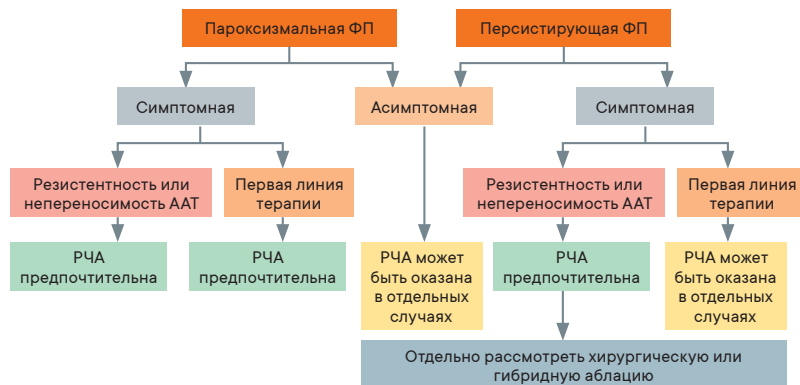 Пароксизмальная ФП
Персистирующая ФП
Симптомная
Асимптомная
Симптомная
Резистентность или
непереносимость ААТ
Первая линия
терапии
Резистентность или
непереносимость ААТ
Первая линия
терапии
РЧА
предпочтительна
РЧА
предпочтительна
РЧА может
быть оказана
в отдельных
случаях
РЧА
предпочтительна
РЧА может
быть оказана
в отдельных
случаях
Отдельно рассмотреть хирургическую или
гибридную аблацию